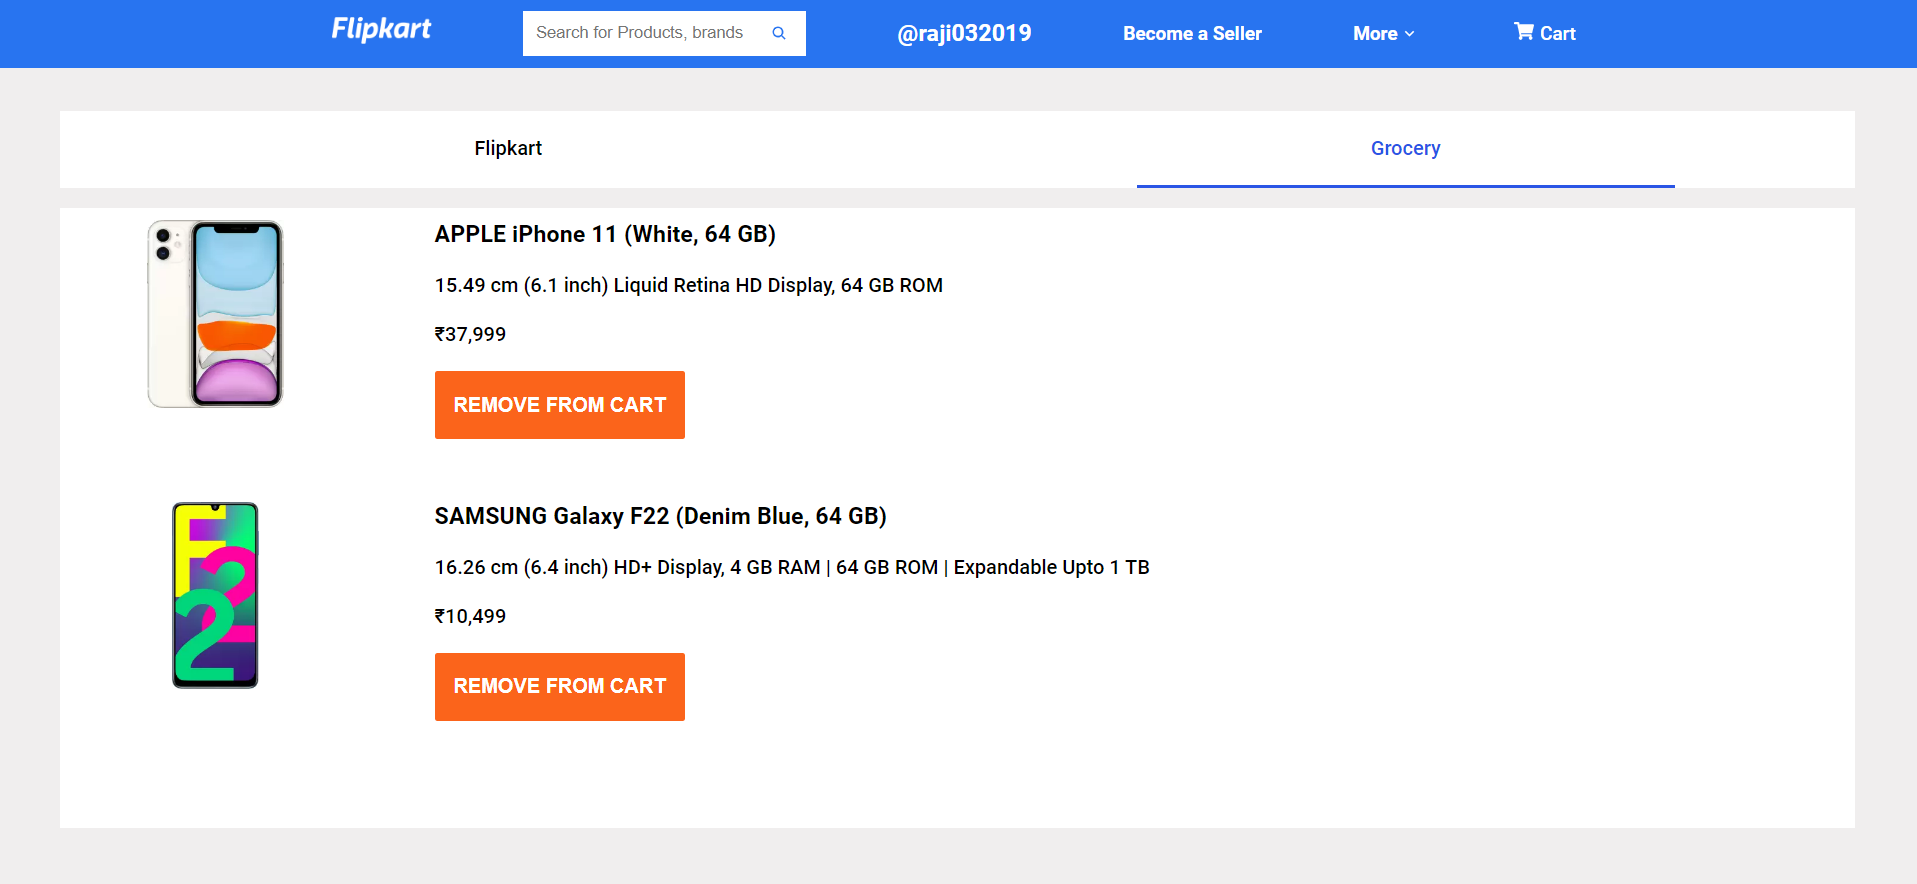 Flipkart
Search for Products, brands
@raji032019
Become a Seller
More
Cart
Flipkart
Grocery
APPLE iPhone 11 (White, 64 GB)
15.49 cm (6.1 inch) Liquid Retina HD Display, 64 GB ROM
₹37,999
REMOVE FROM CART
F22
SAMSUNG Galaxy F22 (Denim Blue, 64 GB)
16.26 cm (6.4 inch) HD+ Display, 4 GB RAM | 64 GB ROM | Expandable Upto 1 TB
₹10,499
REMOVE FROM CART